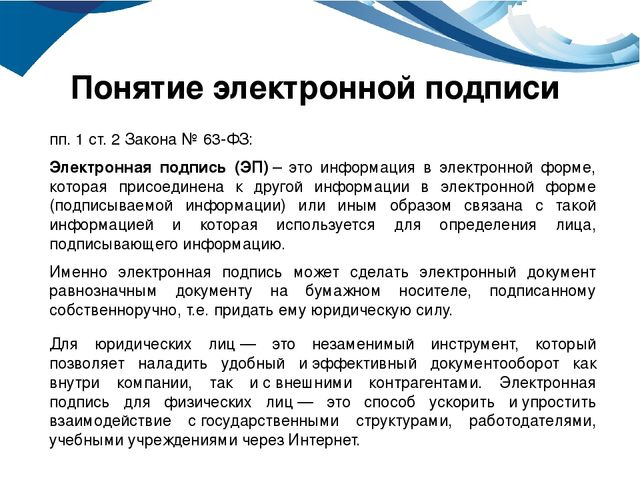 Понятие электронной подписи
пп. 1 ст. 2 Закона № 63-ФЗ:
Электронная подпись (ЭП) – это информация в электронной форме,
которая присоединена к другой информации в электронной форме
(подписываемой информации) или иным образом связана с такой
информацией и которая используется для определения лица,
подписывающего информацию.
Именно электронная подпись может сделать электронный документ
равнозначным документу на бумажном носителе, подписанному
собственноручно, т.е. придать ему юридическую силу.
Для юридических лиц — это незаменимый инструмент, который
позволяет наладить удобный и эффективный документооборот как
внутри компании, так и с внешними контрагентами. Электронная
подпись для физических лиц — это способ ускорить и упростить
взаимодействие с государственными структурами, работодателями,
учебными учреждениями через Интернет.